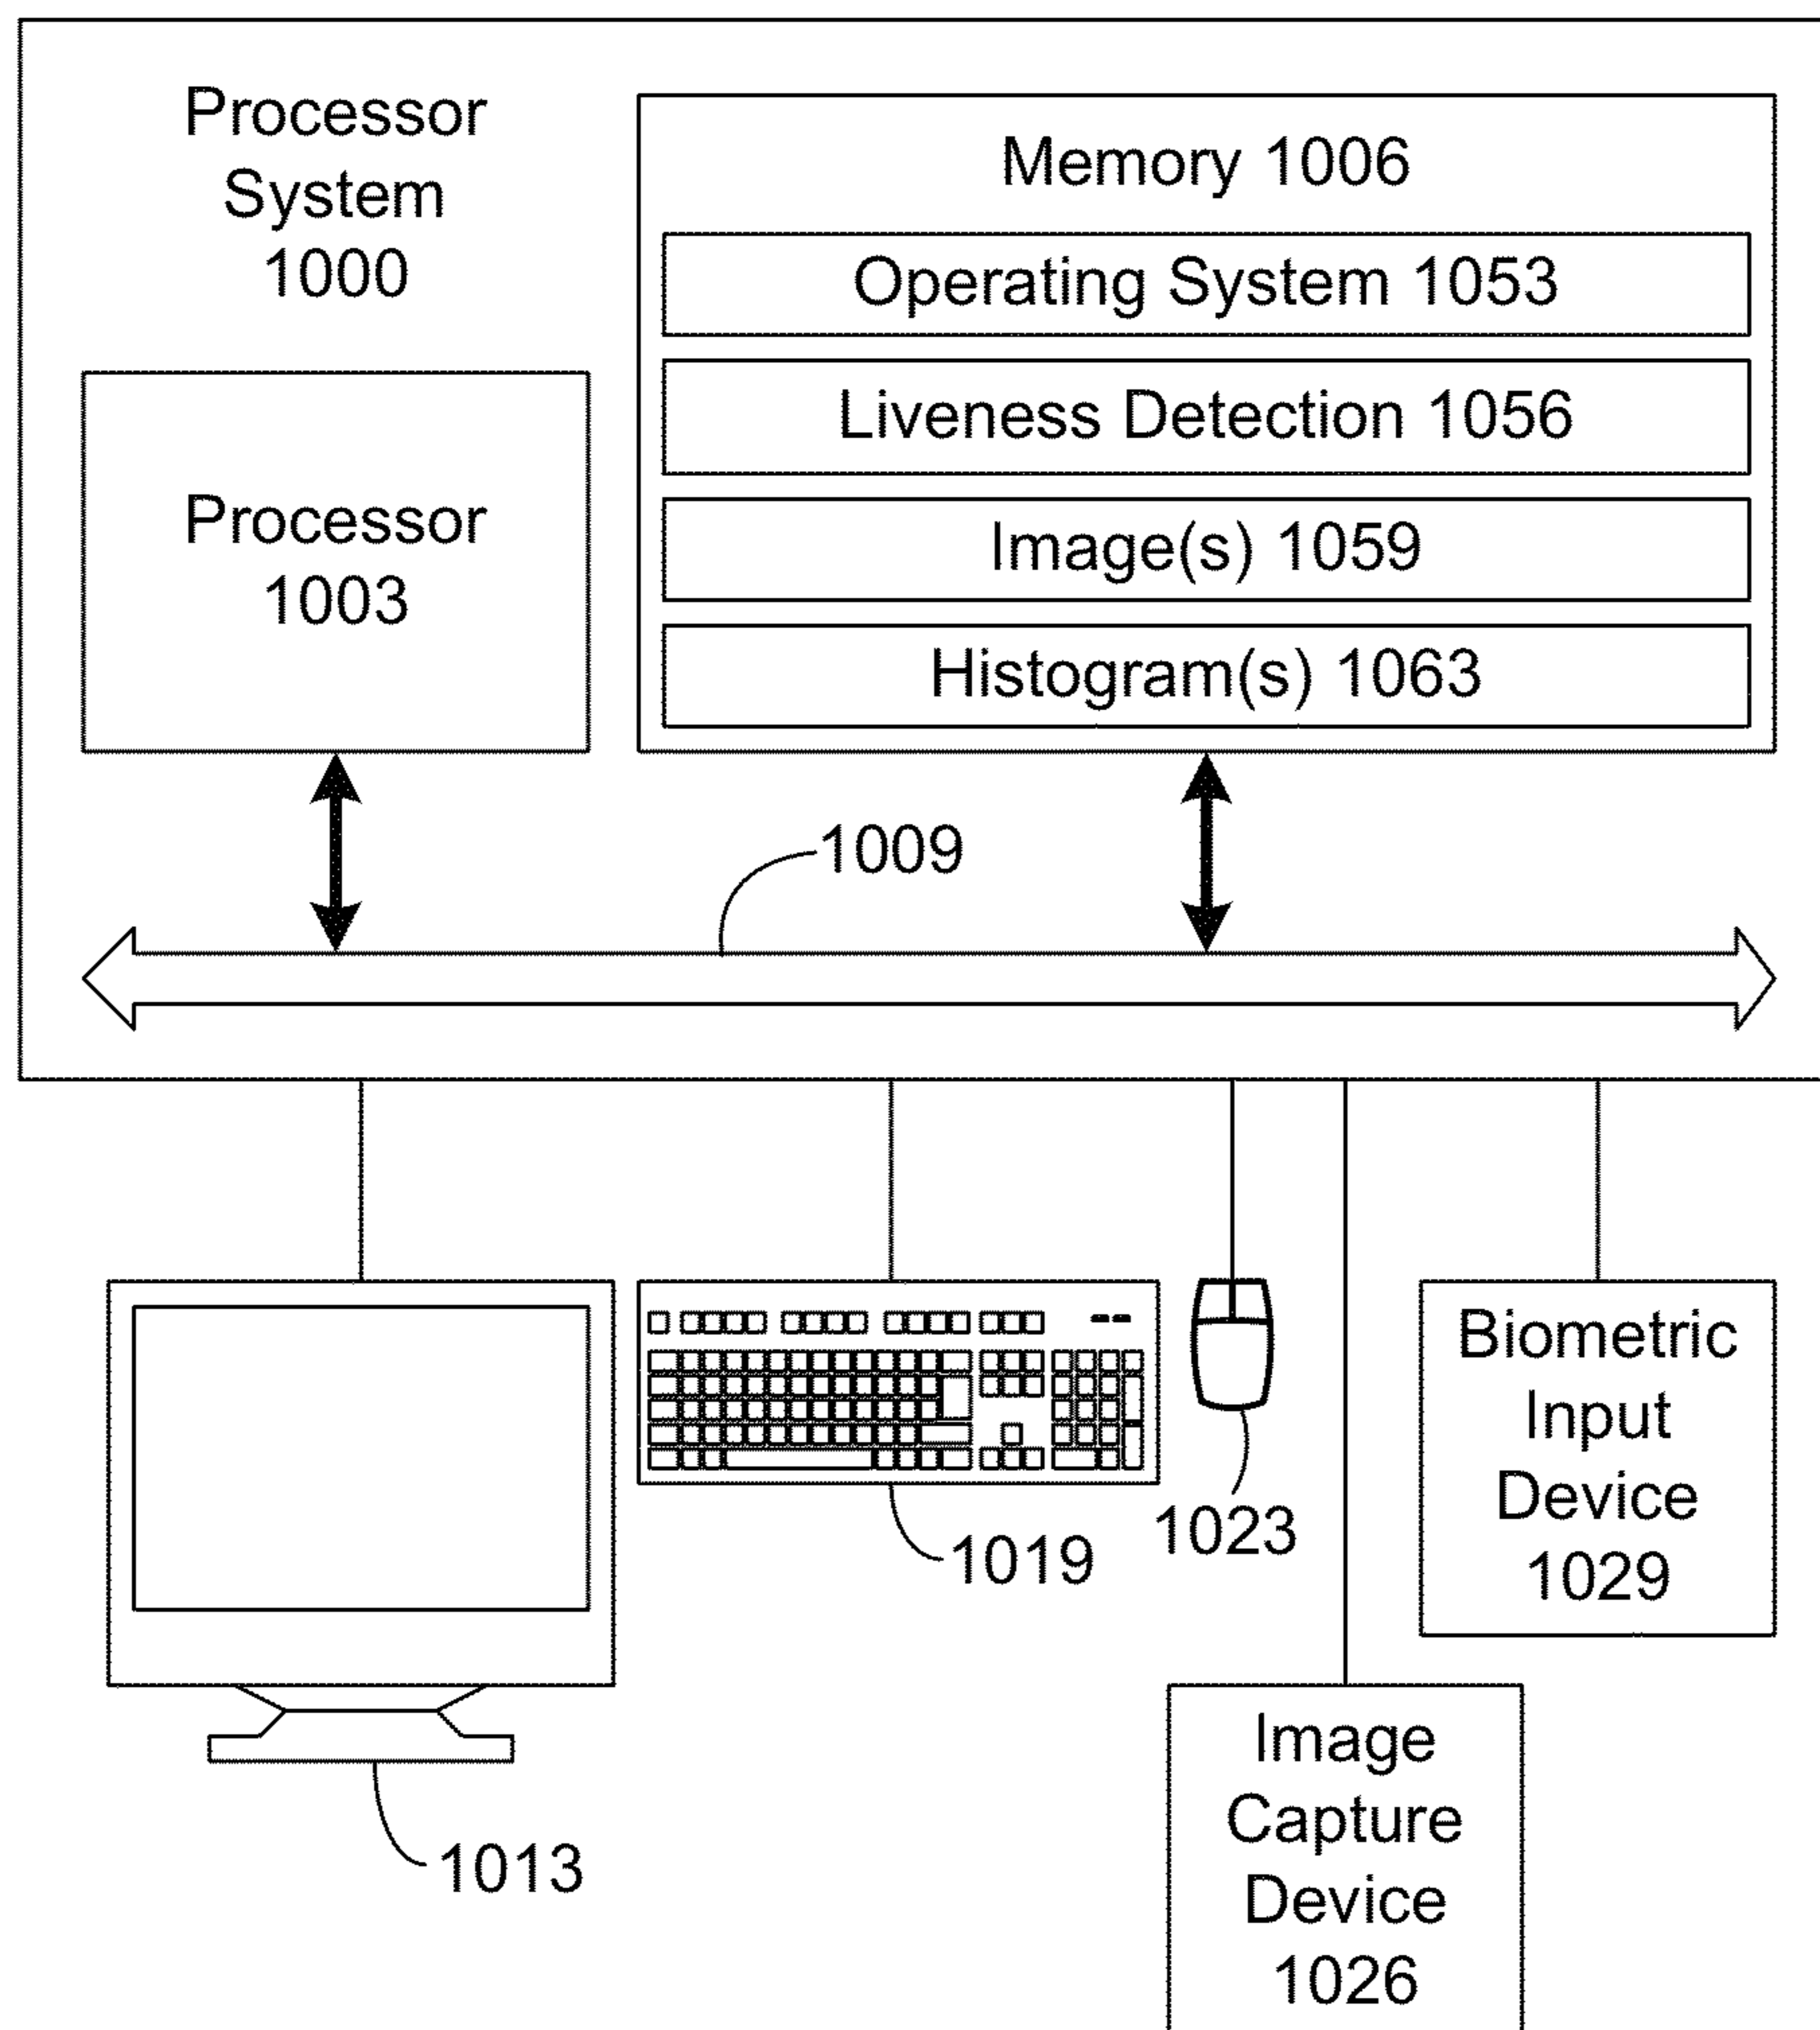 Processor
System
1000
Memory 1006
Operating System 1053
Liveness Detection 1056
Image(s) 1059
Histogram(s) 1063
Processor
1003
1009
Biometric
Input
Device
1029
1023
1019
Image
Capture
Device
1026
1013